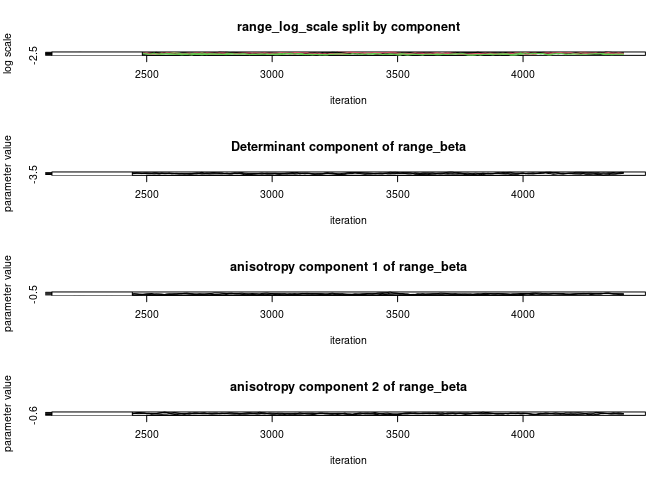 range_log_scale split by component
log scale
-2.5
2500 3000 3500 4000
iteration
Determinant component of range_beta
parameter value
-3.5
2500 3000 3500 4000
iteration
anisotropy component 1 of range_beta
parameter value
-0.5
2500 3000 3500 4000
iteration
anisotropy component 2 of range_beta
parameter value
-0.6
2500 3000 3500 4000
iteration